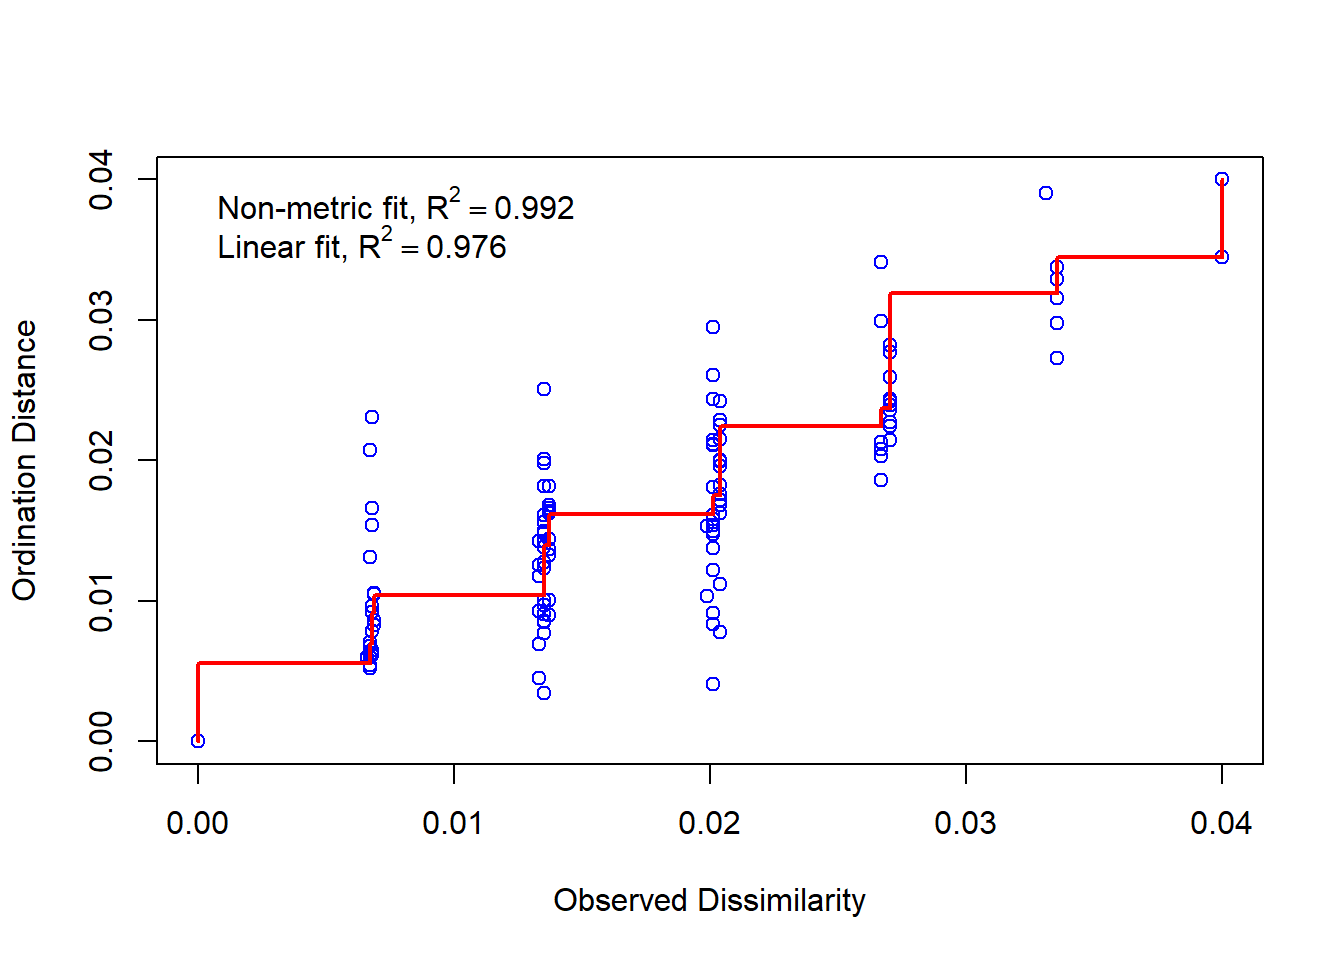 Non-metric fit, R² = 0.992
Linear fit, R² = 0.976
0.04
0.03
0.02
0.01
0.00
Ordination Distance
0.00 0.01 0.02 0.03 0.04
Observed Dissimilarity